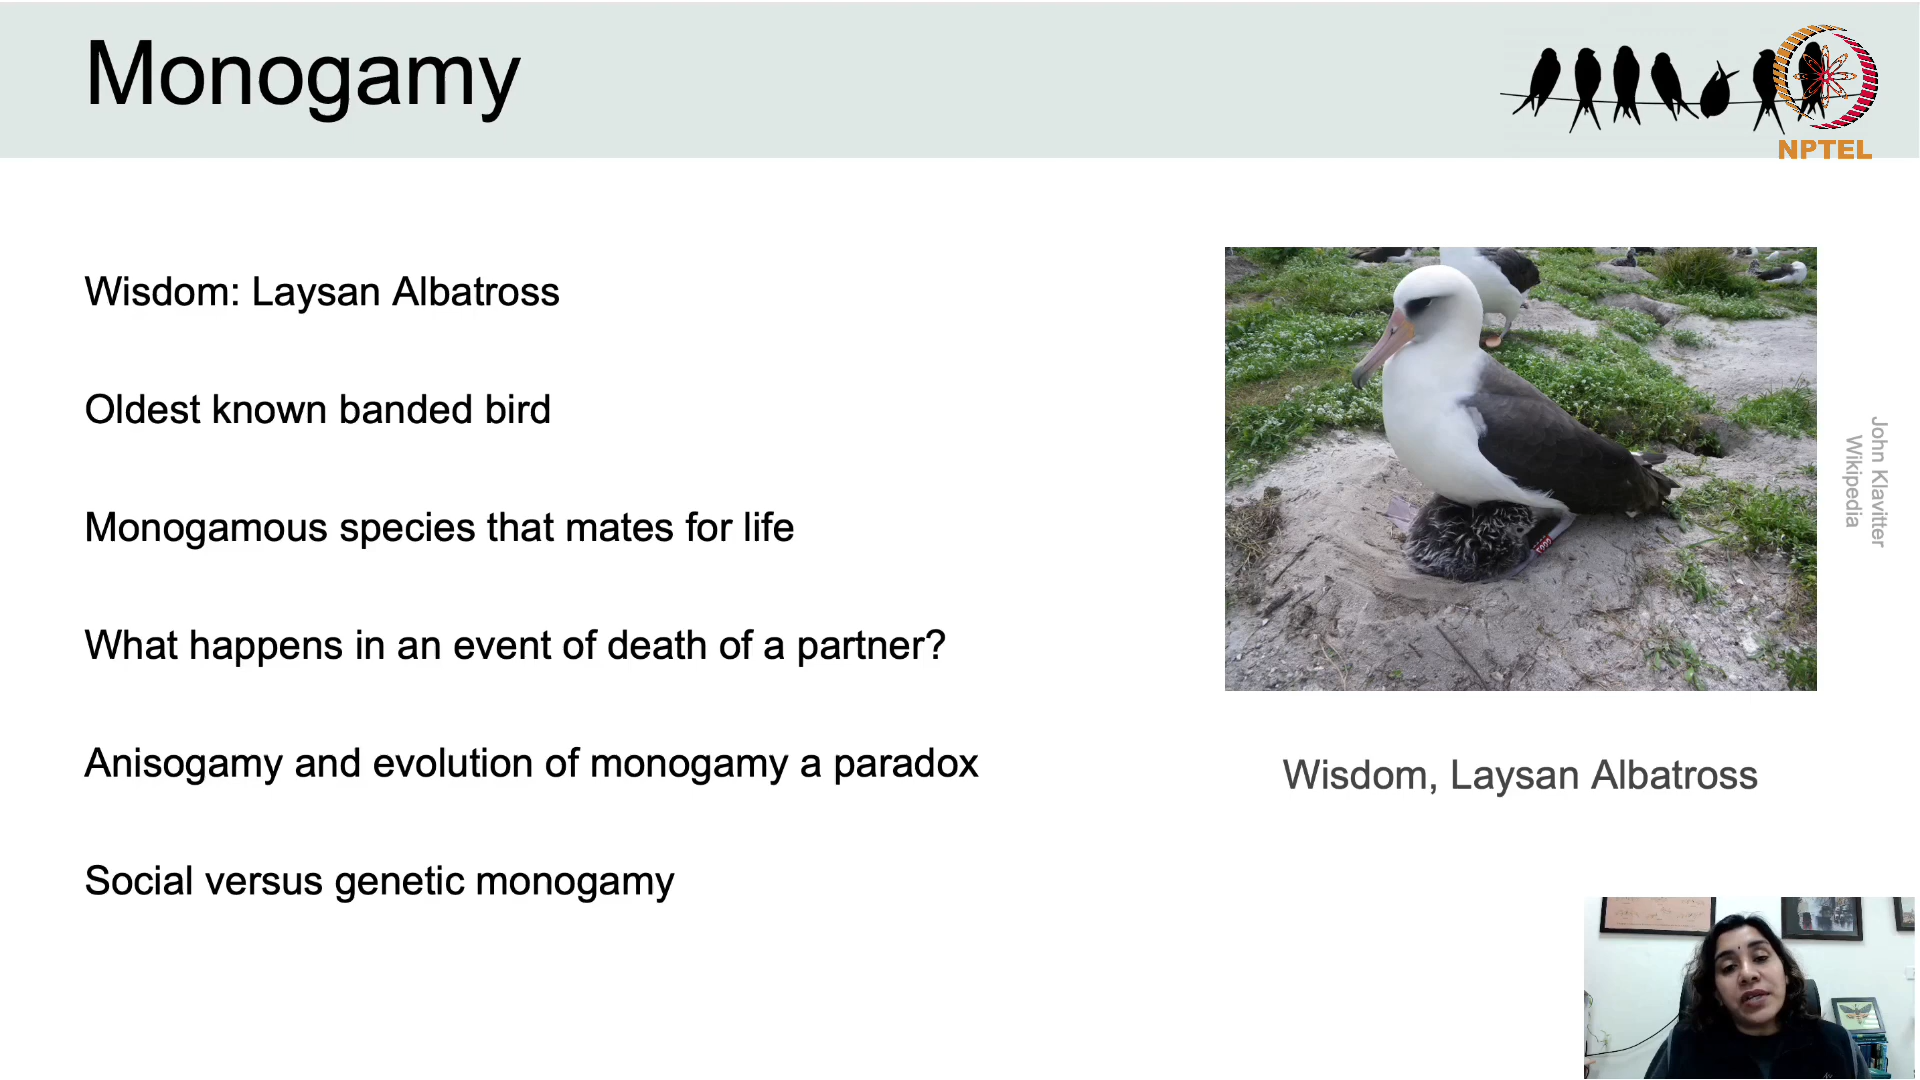 Monogamy
NPTEL
Wisdom: Laysan Albatross
Oldest known banded bird
Monogamous species that mates for life
What happens in an event of death of a partner?
Anisogamy and evolution of monogamy a paradox
Social versus genetic monogamy
John Klavitter
Wikipedia
Wisdom, Laysan Albatross